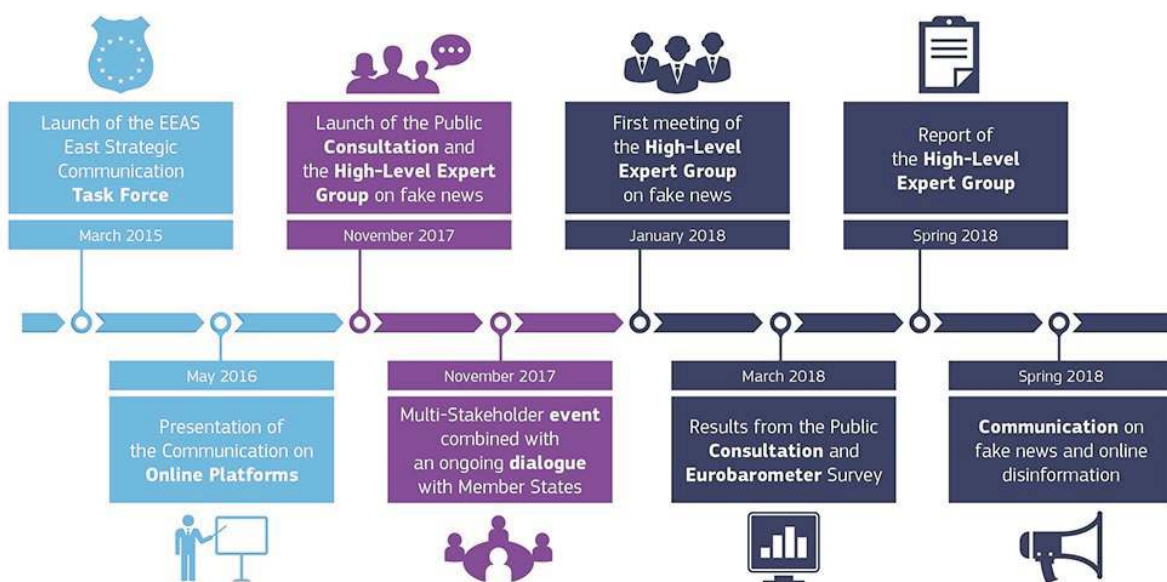 Launch of the EEAS
East Strategic
Communication
Task Force
March 2015
Launch of the Public
Consultation and
the High-Level Expert
Group on fake news
November 2017
First meeting of
the High-Level
Expert Group
on fake news
January 2018
Report of
the High-Level
Expert Group
Spring 2018
May 2016
Presentation of
the Communication on
Online Platforms
November 2017
Multi-Stakeholder event
combined with
an ongoing dialogue
with Member States
March 2018
Results from the Public
Consultation and
Eurobarometer Survey
Spring 2018
Communication on
fake news and online
disinformation